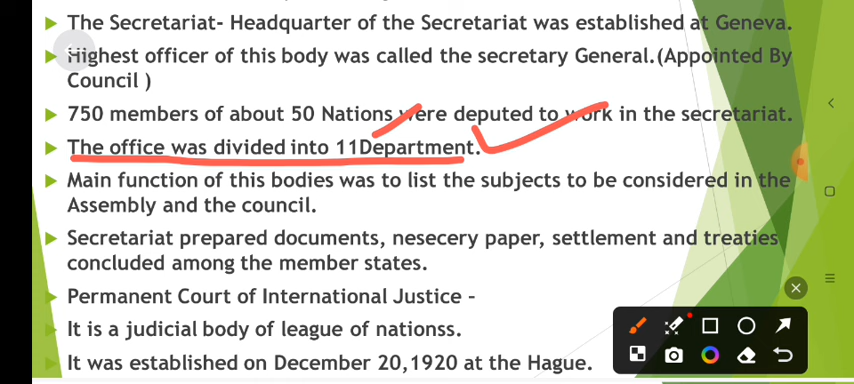 The Secretariat- Headquarter of the Secretariat was established at Geneva.
Highest officer of this body was called the secretary General.(Appointed By
Council )
750 members of about 50 Nations were deputed to work in the secretariat.
The office was divided into 11Department.
Main function of this bodies was to list the subjects to be considered in the
Assembly and the council.
Secretariat prepared documents, nesecery paper, settlement and treaties
concluded among the member states.
Permanent Court of International Justice -
It is a judicial body of league of nationss.
It was established on December 20,1920 at the Hague.